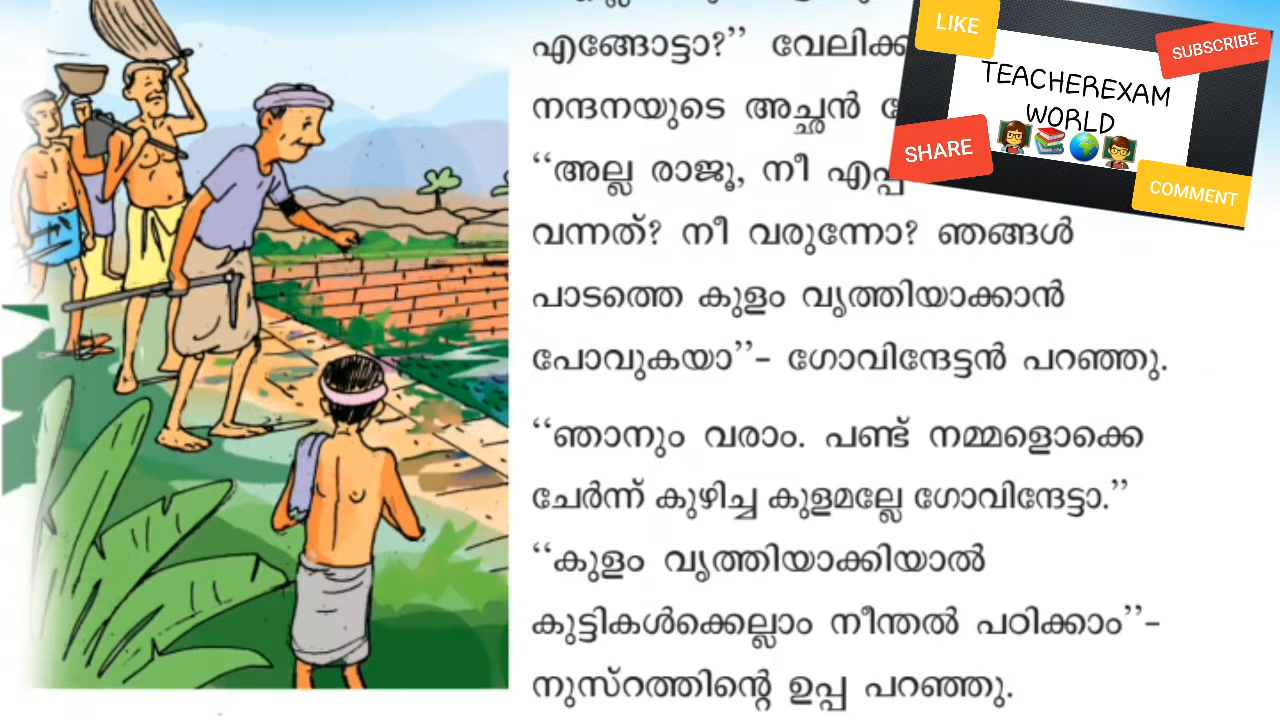 എങ്ങോട്ടാ?”
നന്ദനയുടെ അച്ഛൻ
“അല്ല രാജൂ, നീ
വന്നത്? നീ വരുന്നോ? ഞങ്ങൾ
പാടത്തെ കുളം വൃത്തിയാക്കാൻ
പോവുകയാ”– ഗോവിന്ദേട്ടൻ പറഞ്ഞു.
“ഞാനും വരാം. പണ്ട് നമ്മളൊക്കെ
ചേർന്ന് കുഴിച്ച കുളമല്ലേ ഗോവിന്ദേട്ടാ.”
“കുളം വൃത്തിയാക്കിയാൽ
കുട്ടികൾക്കെല്ലാം നീന്തൽ പഠിക്കാം”–
നുസ്റത്തിന്റെ ഉപ്പ പറഞ്ഞു.
LIKE
SUBSCRIBE
TEACHEREXAM
WORLD
SHARE
COMMENT